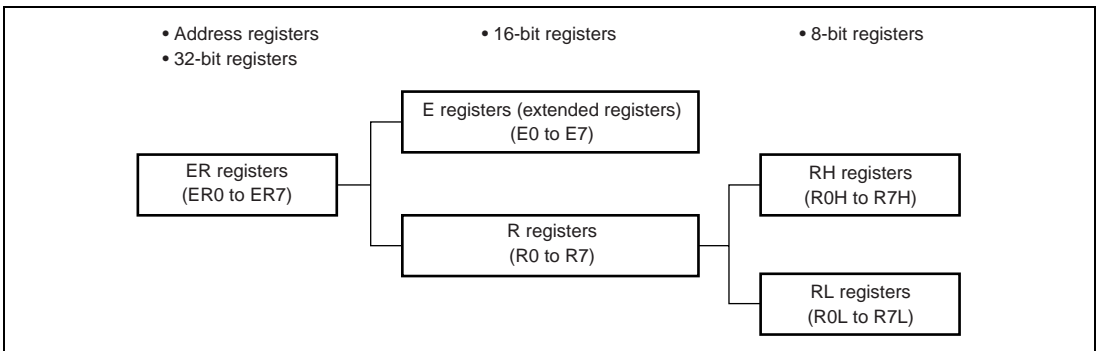 • Address registers
• 32-bit registers
• 16-bit registers
• 8-bit registers
E registers (extended registers)
(E0 to E7)
ER registers
(ER0 to ER7)
RH registers
(R0H to R7H)
R registers
(R0 to R7)
RL registers
(R0L to R7L)